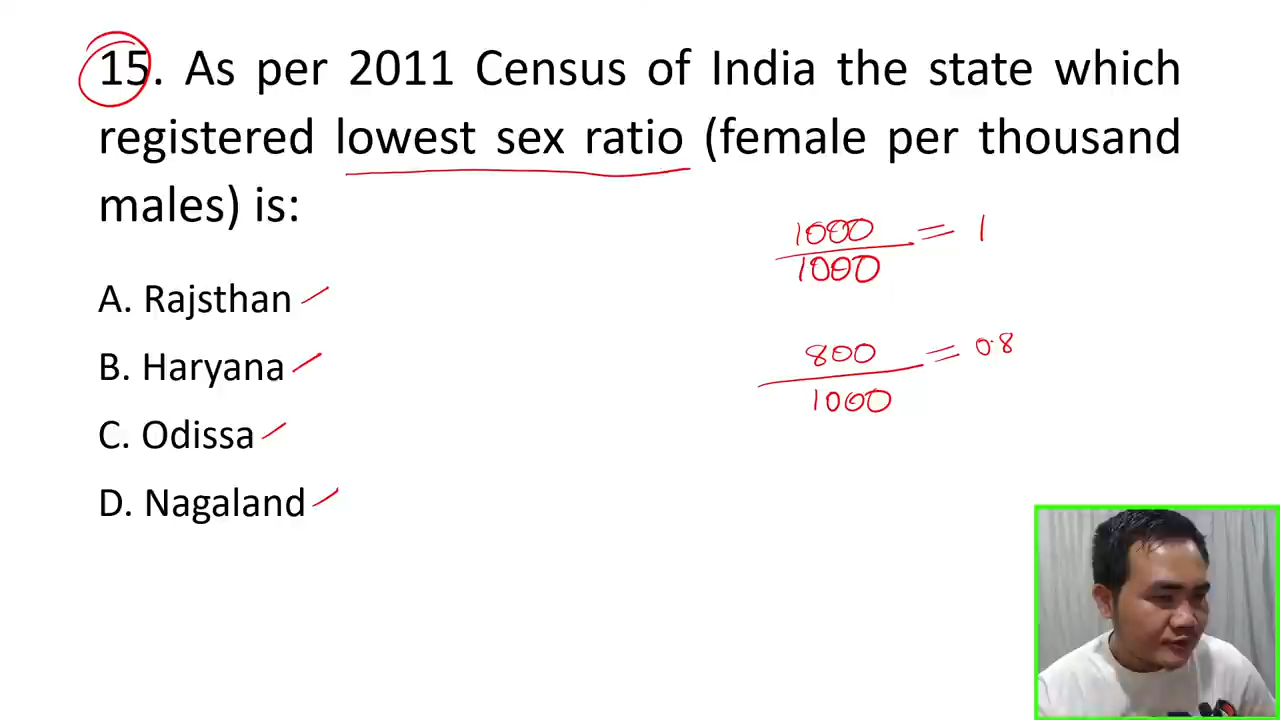 15. As per 2011 Census of India the state which
registered lowest sex ratio (female per thousand
males) is:
A. Rajsthan
B. Haryana
C. Odissa
D. Nagaland
1000
1000
= 1
800
1000
= 0.8